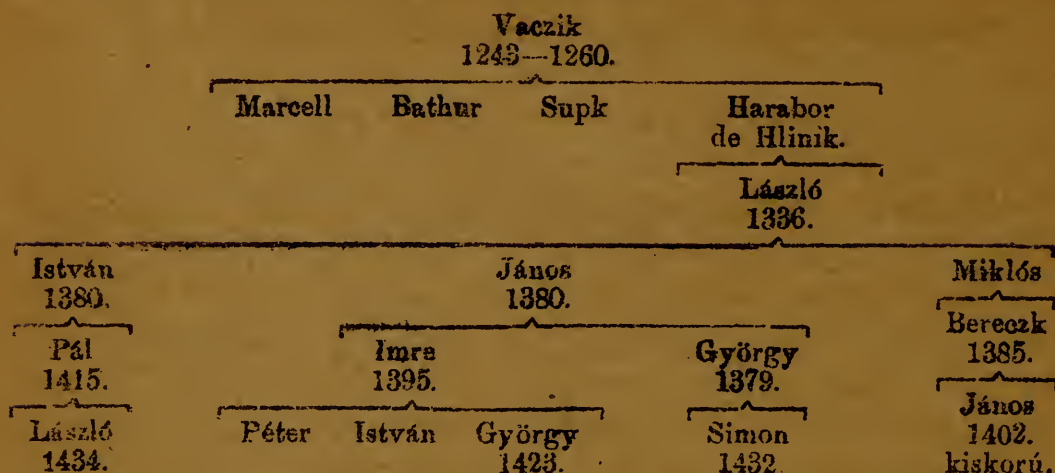 Vaczik
1243—1260.
Marcell Bathur Supk Harabor
de Hlinik.
László
1336.
István János Miklós
1380. 1380.
Bereczk
Pál Imre György 1385.
1415. 1395. 1379.
János
László Péter István György Simon 1402.
1434. 1423. 1432. kiskorú.